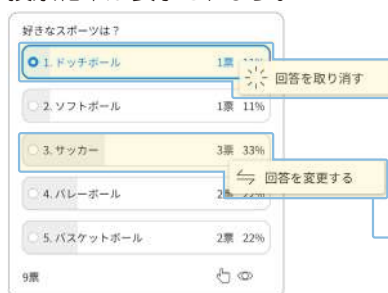 好きなスポーツは?
1. ドッチボール 1票
回答を取り消す
2. ソフトボール 1票 11%
3. サッカー 3票 33%
回答を変更する
4. バレーボール
5. バスケットボール 2票 22%
9票